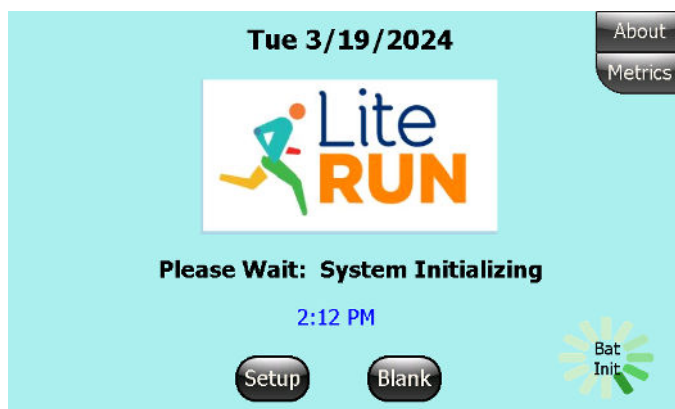 Tue 3/19/2024
About
Metrics
Lite
RUN
Please Wait: System Initializing
2:12 PM
Bat
Init
Setup
Blank